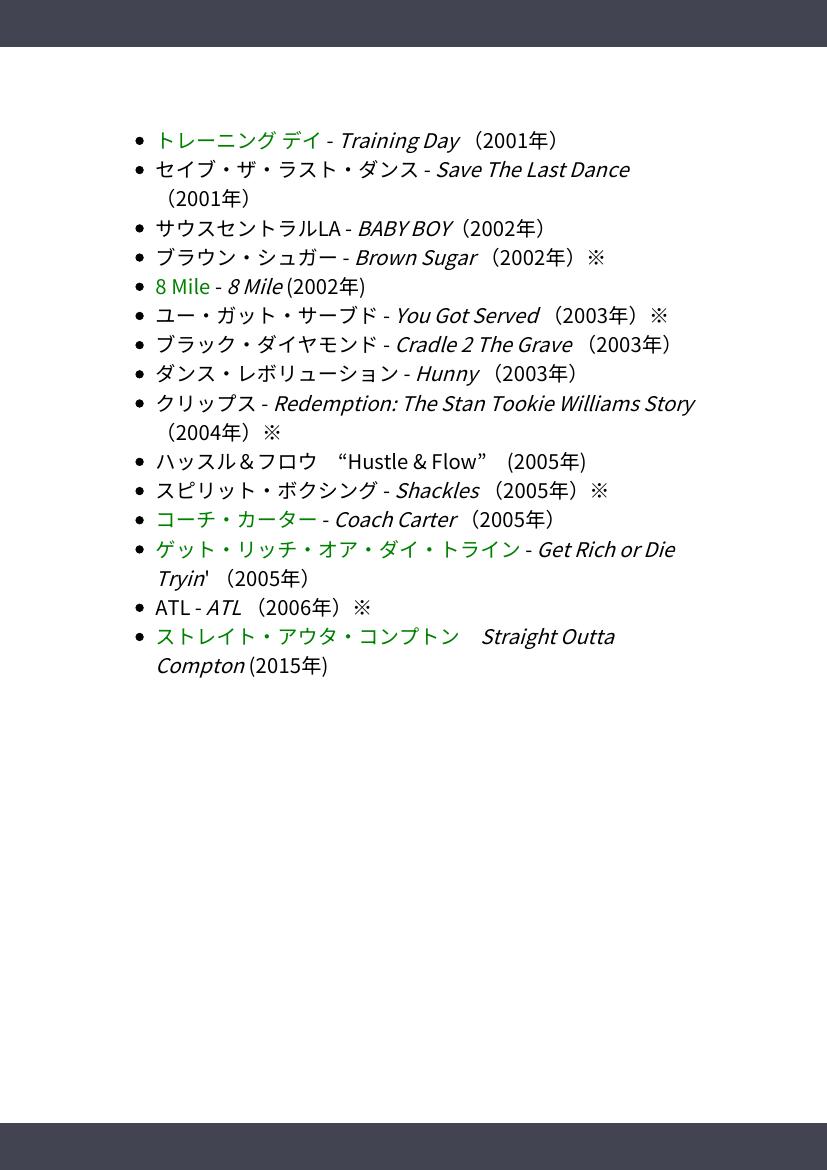 • トレーニング デイ - Training Day （2001年）
• セイブ・ザ・ラスト・ダンス - Save The Last Dance
（2001年）
• サウスセントラルLA - BABY BOY（2002年）
• ブラウン・シュガー - Brown Sugar （2002年）※
• 8 Mile - 8 Mile (2002年)
• ユー・ガット・サーブド - You Got Served （2003年）※
• ブラック・ダイヤモンド - Cradle 2 The Grave （2003年）
• ダンス・レボリューション - Hunny （2003年）
• クリップス - Redemption: The Stan Tookie Williams Story
（2004年）※
• ハッスル＆フロウ　“Hustle & Flow”　(2005年)
• スピリット・ボクシング - Shackles （2005年）※
• コーチ・カーター - Coach Carter （2005年）
• ゲット・リッチ・オア・ダイ・トライン - Get Rich or Die
Tryin' （2005年）
• ATL - ATL （2006年）※
• ストレイト・アウタ・コンプトン　Straight Outta
Compton (2015年)